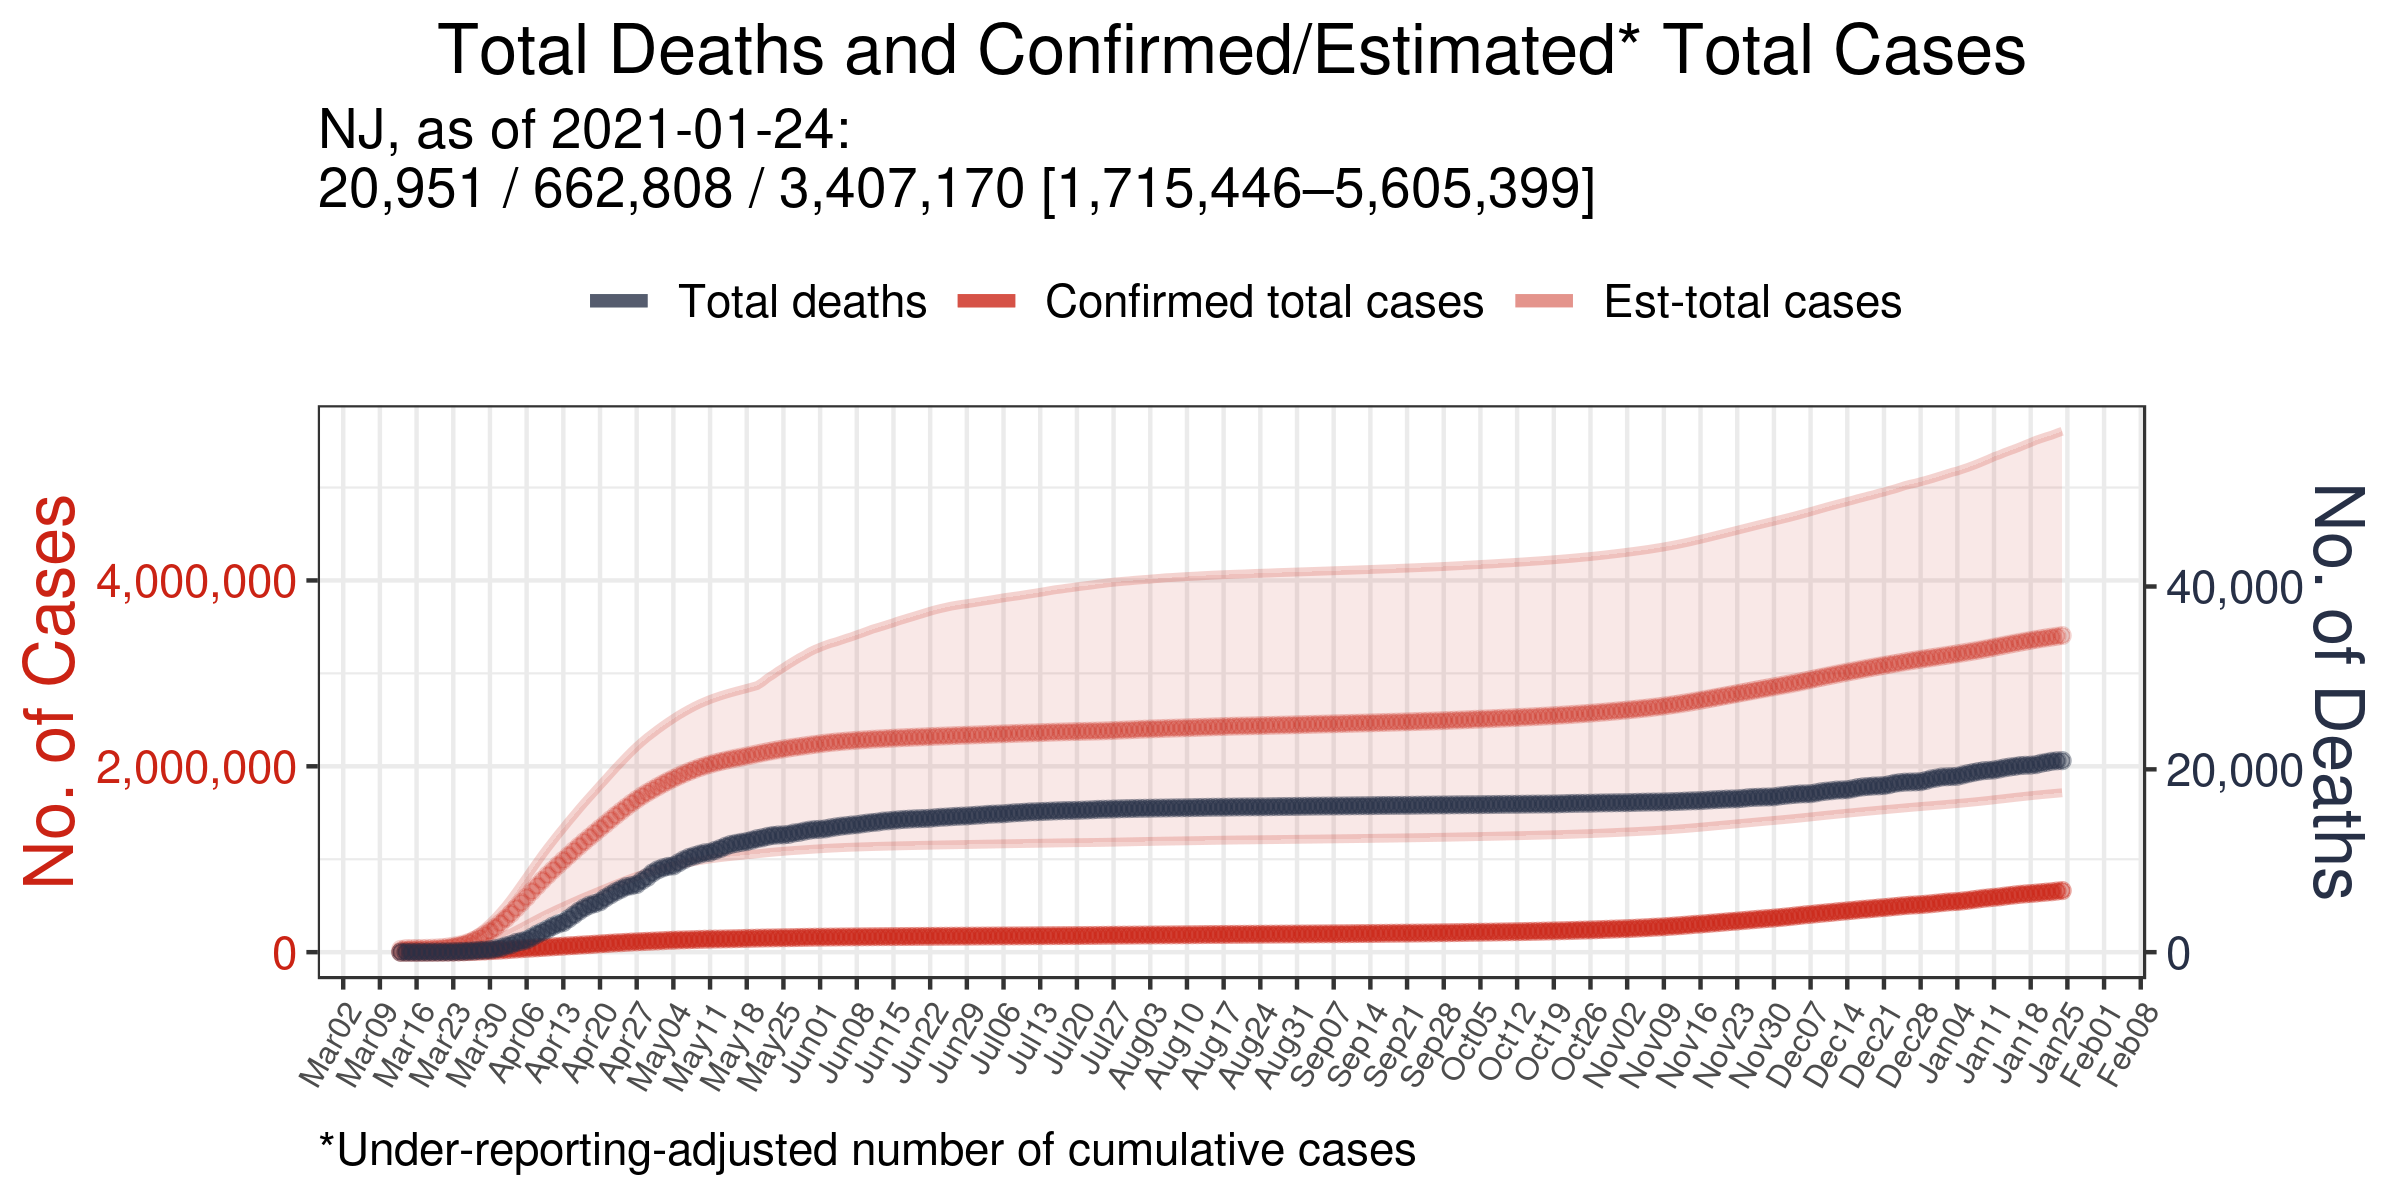 Total Deaths and Confirmed/Estimated* Total Cases
NJ, as of 2021-01-24:
20,951 / 662,808 / 3,407,170 [1,715,446–5,605,399]
Total deaths
Confirmed total cases
Est-total cases
No. of Cases
4,000,000
2,000,000
0
40,000
20,000
0
No. of Deaths
Mar02
Mar09
Mar16
Mar23
Mar30
Apr06
Apr13
Apr20
Apr27
May04
May11
May18
May25
Jun01
Jun08
Jun15
Jun22
Jun29
Jul06
Jul13
Jul20
Jul27
Aug03
Aug10
Aug17
Aug24
Aug31
Sep07
Sep14
Sep21
Sep28
Oct05
Oct12
Oct19
Oct26
Nov02
Nov09
Nov16
Nov23
Nov30
Dec07
Dec14
Dec21
Dec28
Jan04
Jan11
Jan18
Jan25
Feb01
Feb08
*Under-reporting-adjusted number of cumulative cases